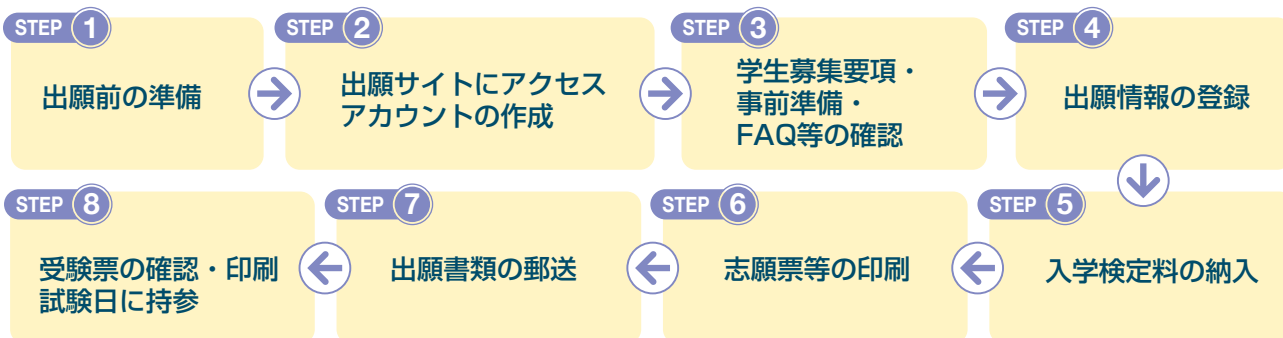 STEP 1
出願前の準備
STEP 2
出願サイトにアクセス
アカウントの作成
STEP 3
学生募集要項・
事前準備・
FAQ等の確認
STEP 4
出願情報の登録
STEP 5
入学検定料の納入
STEP 6
志願票等の印刷
STEP 7
出願書類の郵送
STEP 8
受験票の確認・印刷
試験日に持参